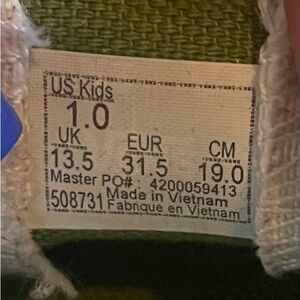 US Kids
1.0
UK EUR CM
13.5 31.5 19.0
Master PO# : 4200059413
Made in Vietnam
508731 Fabrique en Vietnam